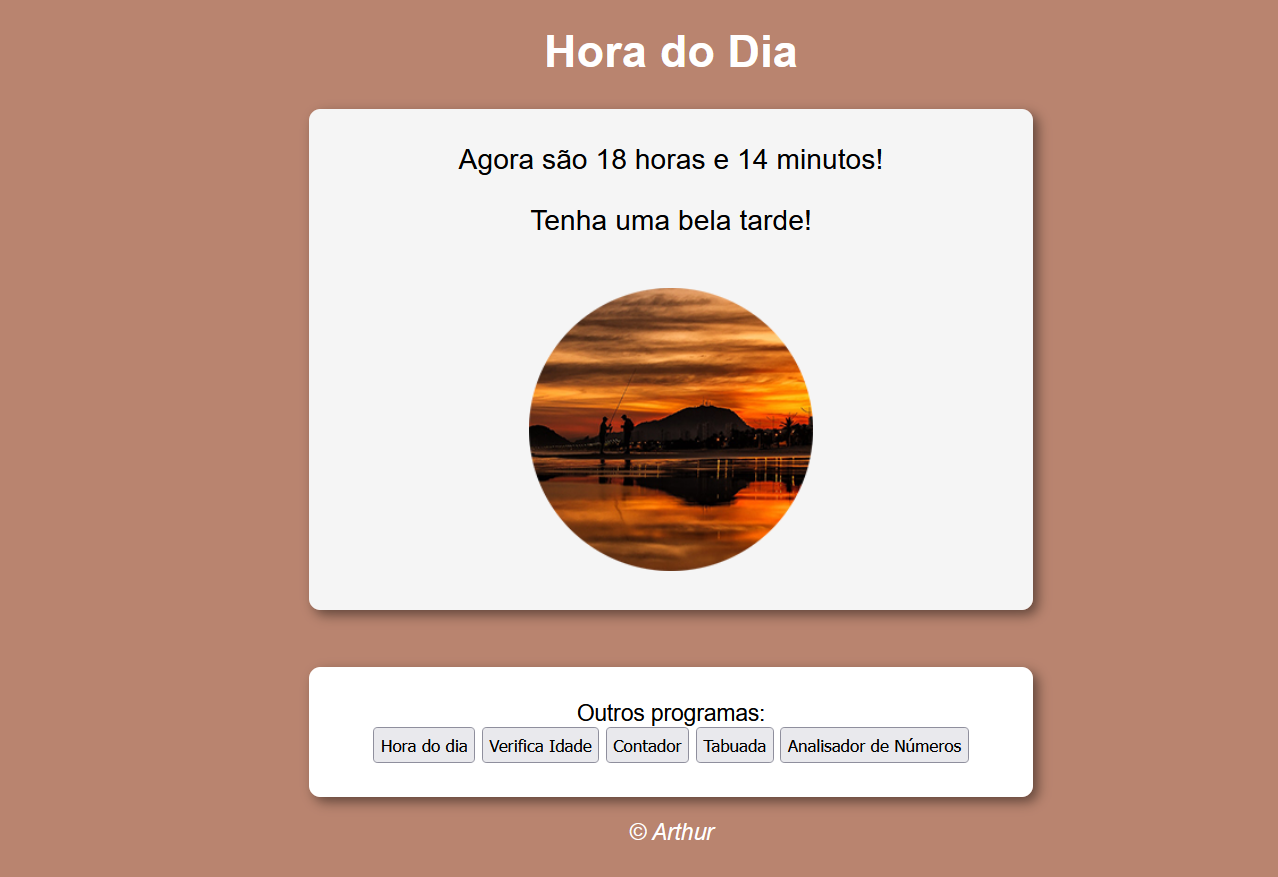 Hora do Dia
Agora são 18 horas e 14 minutos!
Tenha uma bela tarde!
Outros programas:
Hora do dia Verifica Idade Contador Tabuada Analisador de Números
© Arthur